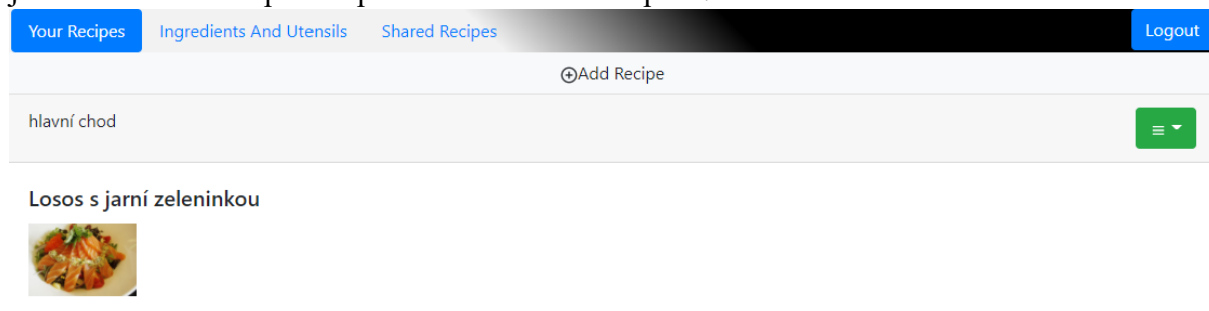 Your Recipes Ingredients And Utensils Shared Recipes Logout
Add Recipe
hlavní chod
Losos s jarní zeleninkou